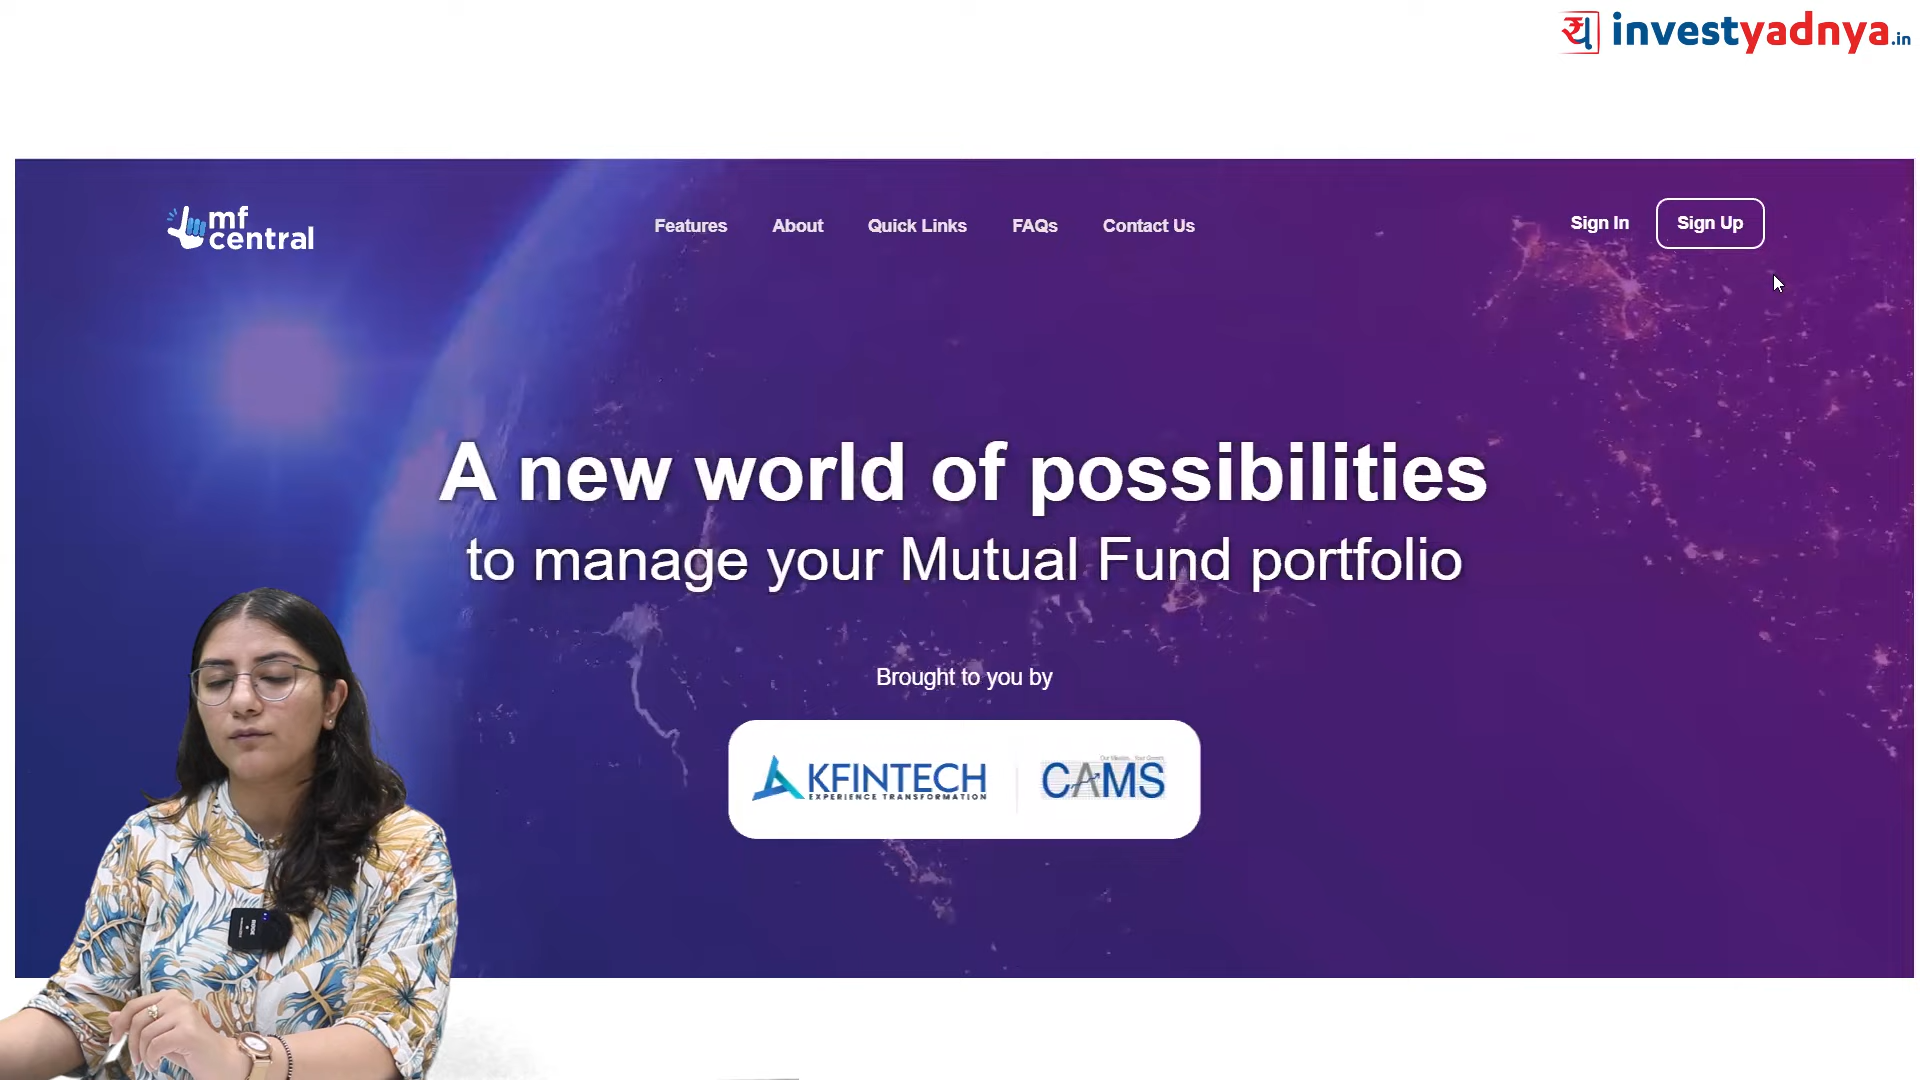 investyadnya.in
mf
central
Features
About
Quick Links
FAQs
Contact Us
Sign In
Sign Up
A new world of possibilities
to manage your Mutual Fund portfolio
Brought to you by
KFINTECH
EXPERIENCE TRANSFORMATION
CAMS